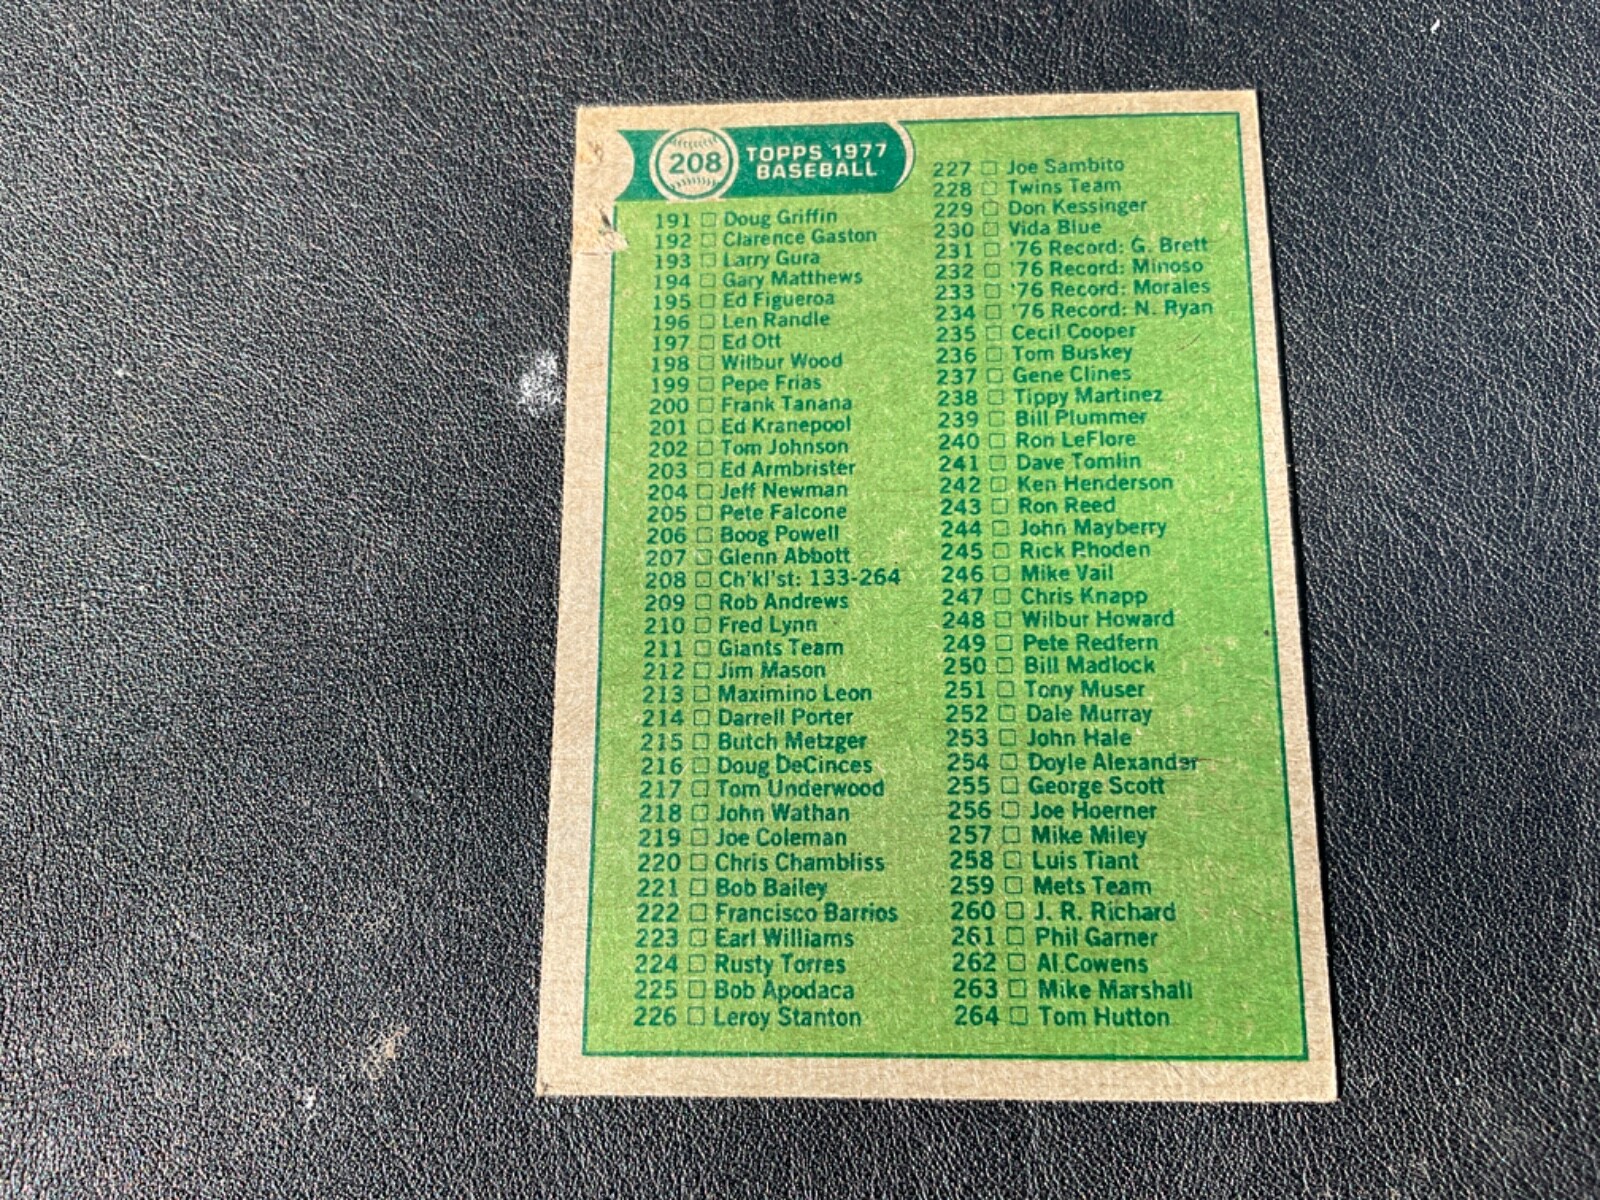 208
TOPPS 1977
BASEBALL
191 □ Doug Griffin
192 □ Clarence Gaston
193 □ Larry Gura
194 □ Gary Matthews
195 □ Ed Figueroa
196 □ Len Randle
197 □ Ed Ott
198 □ Wilbur Wood
199 □ Pepe Frias
200 □ Frank Tanana
201 □ Ed Kranepool
202 □ Tom Johnson
203 □ Ed Armbrister
204 □ Jeff Newman
205 □ Pete Falcone
206 □ Boog Powell
207 □ Glenn Abbott
208 □ Ch'kl'st: 133-264
209 □ Rob Andrews
210 □ Fred Lynn
211 □ Giants Team
212 □ Jim Mason
213 □ Maximino Leon
214 □ Darrell Porter
215 □ Butch Metzger
216 □ Doug DeCinces
217 □ Tom Underwood
218 □ John Wathan
219 □ Joe Coleman
220 □ Chris Chambliss
221 □ Bob Bailey
222 □ Francisco Barrios
223 □ Earl Williams
224 □ Rusty Torres
225 □ Bob Apodaca
226 □ Leroy Stanton
227 □ Joe Sambito
228 □ Twins Team
229 □ Don Kessinger
230 □ Vida Blue
231 □ '76 Record: G. Brett
232 □ '76 Record: Minoso
233 □ '76 Record: Morales
234 □ '76 Record: N. Ryan
235 □ Cecil Cooper
236 □ Tom Buskey
237 □ Gene Clines
238 □ Tippy Martinez
239 □ Bill Plummer
240 □ Ron LeFlore
241 □ Dave Tomlin
242 □ Ken Henderson
243 □ Ron Reed
244 □ John Mayberry
245 □ Rick Rhoden
246 □ Mike Vail
247 □ Chris Knapp
248 □ Wilbur Howard
249 □ Pete Redfern
250 □ Bill Madlock
251 □ Tony Muser
252 □ Dale Murray
253 □ John Hale
254 □ Doyle Alexander
255 □ George Scott
256 □ Joe Hoerner
257 □ Mike Miley
258 □ Luis Tiant
259 □ Mets Team
260 □ J. R. Richard
261 □ Phil Garner
262 □ Al Cowens
263 □ Mike Marshall
264 □ Tom Hutton